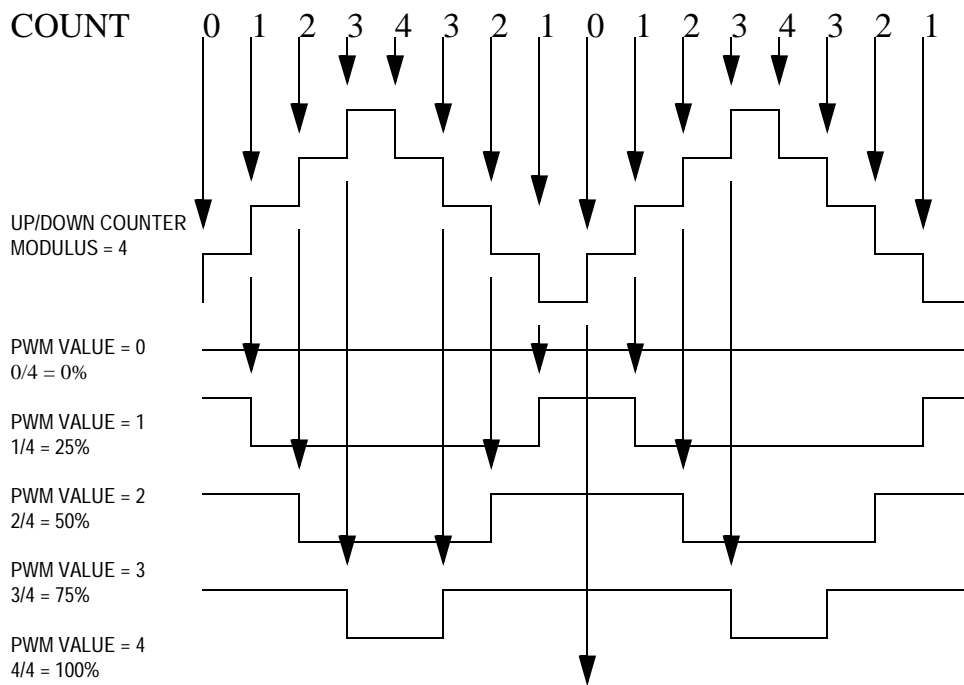 COUNT 0 1 2 3 4 3 2 1 0 1 2 3 4 3 2 1
UP/DOWN COUNTER
MODULUS = 4
PWM VALUE = 0
0/4 = 0%
PWM VALUE = 1
1/4 = 25%
PWM VALUE = 2
2/4 = 50%
PWM VALUE = 3
3/4 = 75%
PWM VALUE = 4
4/4 = 100%